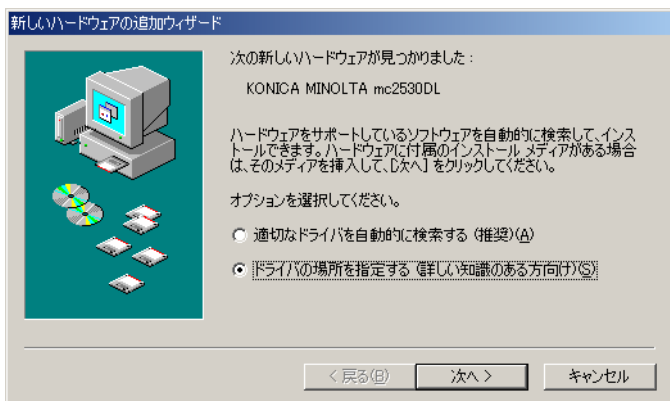 新しいハードウェアの追加ウィザード
次の新しいハードウェアが見つかりました:
KONICA MINOLTA mc2530DL
ハードウェアをサポートしているソフトウェアを自動的に検索して、インス
トールできます。ハードウェアに付属のインストール メディアがある場合
は、そのメディアを挿入して、[次へ] をクリックしてください。
オプションを選択してください。
適切なドライバを自動的に検索する (推奨)(A)
ドライバの場所を指定する (詳しい知識のある方向け)(S)
< 戻る(B)
次へ >
キャンセル